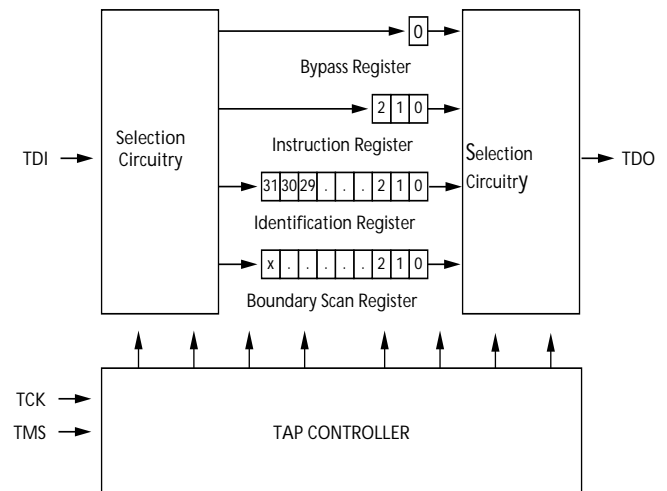 0
Bypass Register
2 1 0
Selection
Circuitry
Instruction Register
Selection
Circuitry
TDI
TDO
31 30 29 . . . 2 1 0
Identification Register
x . . . . . 2 1 0
Boundary Scan Register
TCK
TMS
TAP CONTROLLER